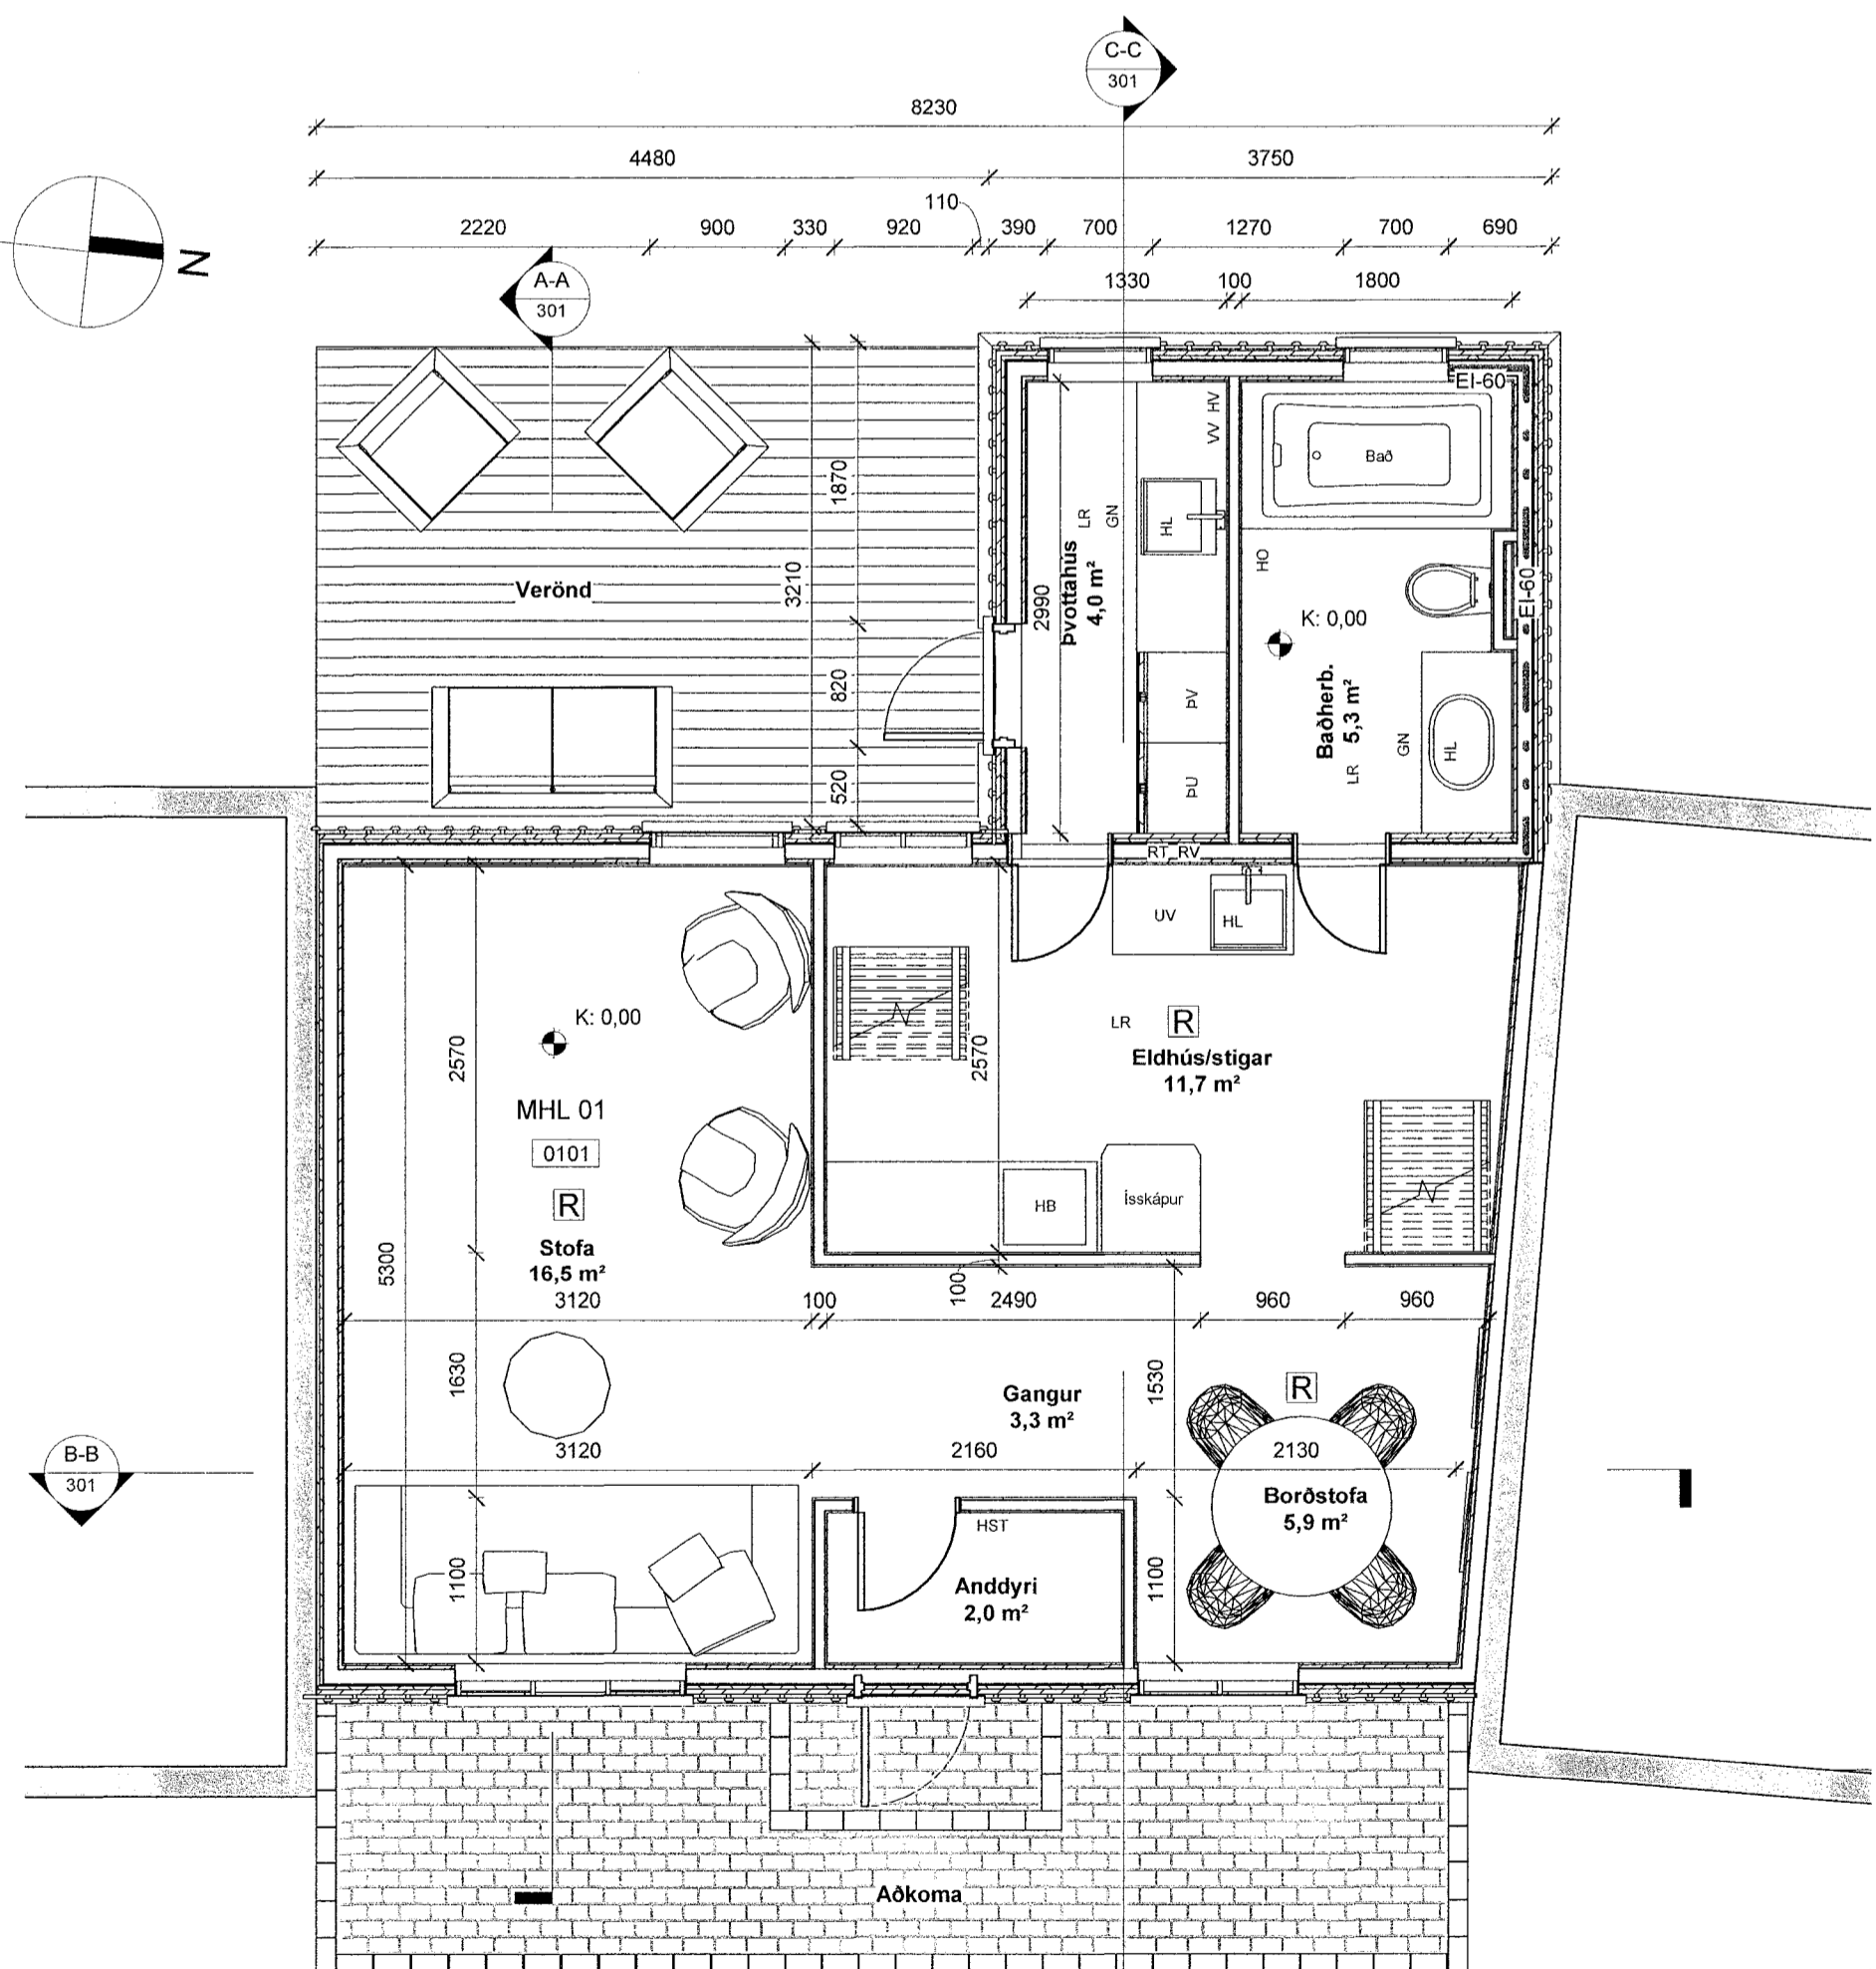 C-C
301
8230
4480
3750
110
2220
900
330
920
390
700
1270
700
690
N
A-A
301
1330
100
1800
EI-60
VV HV
Bað
1870
LR
GN
HL
HO
3210
Verönd
2990
Þvottahús
4,0 m²
EI-60
K: 0,00
820
ÞV
Baðherb.
5,3 m²
GN
HL
LR
520
ÞU
RT RV
UV
HL
K: 0,00
LR
R
2570
2570
Eldhús/stigar
11,7 m²
MHL 01
0101
R
HB
Ísskápur
Stofa
16,5 m²
5300
3120
100
100
2490
960
960
1630
1530
R
Gangur
3,3 m²
B-B
301
3120
2160
2130
Borðstofa
5,9 m²
HST
1100
Anddyri
2,0 m²
1100
Aðkoma